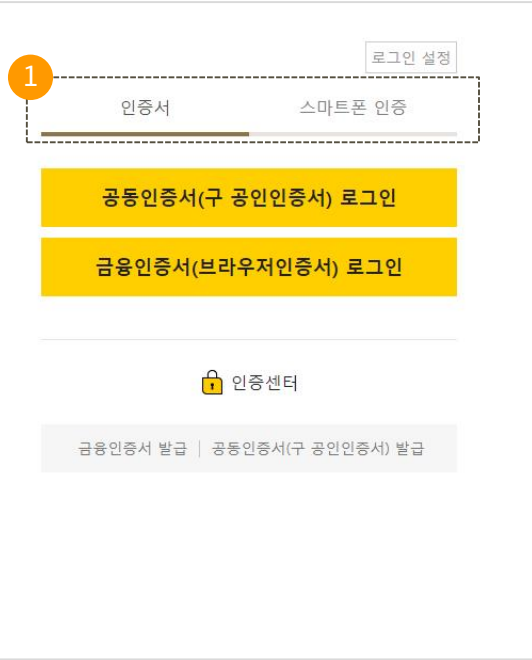 로그인 설정
1
인증서 스마트폰 인증
공동인증서(구 공인인증서) 로그인
금융인증서(브라우저인증서) 로그인
인증센터
금융인증서 발급 | 공동인증서(구 공인인증서) 발급